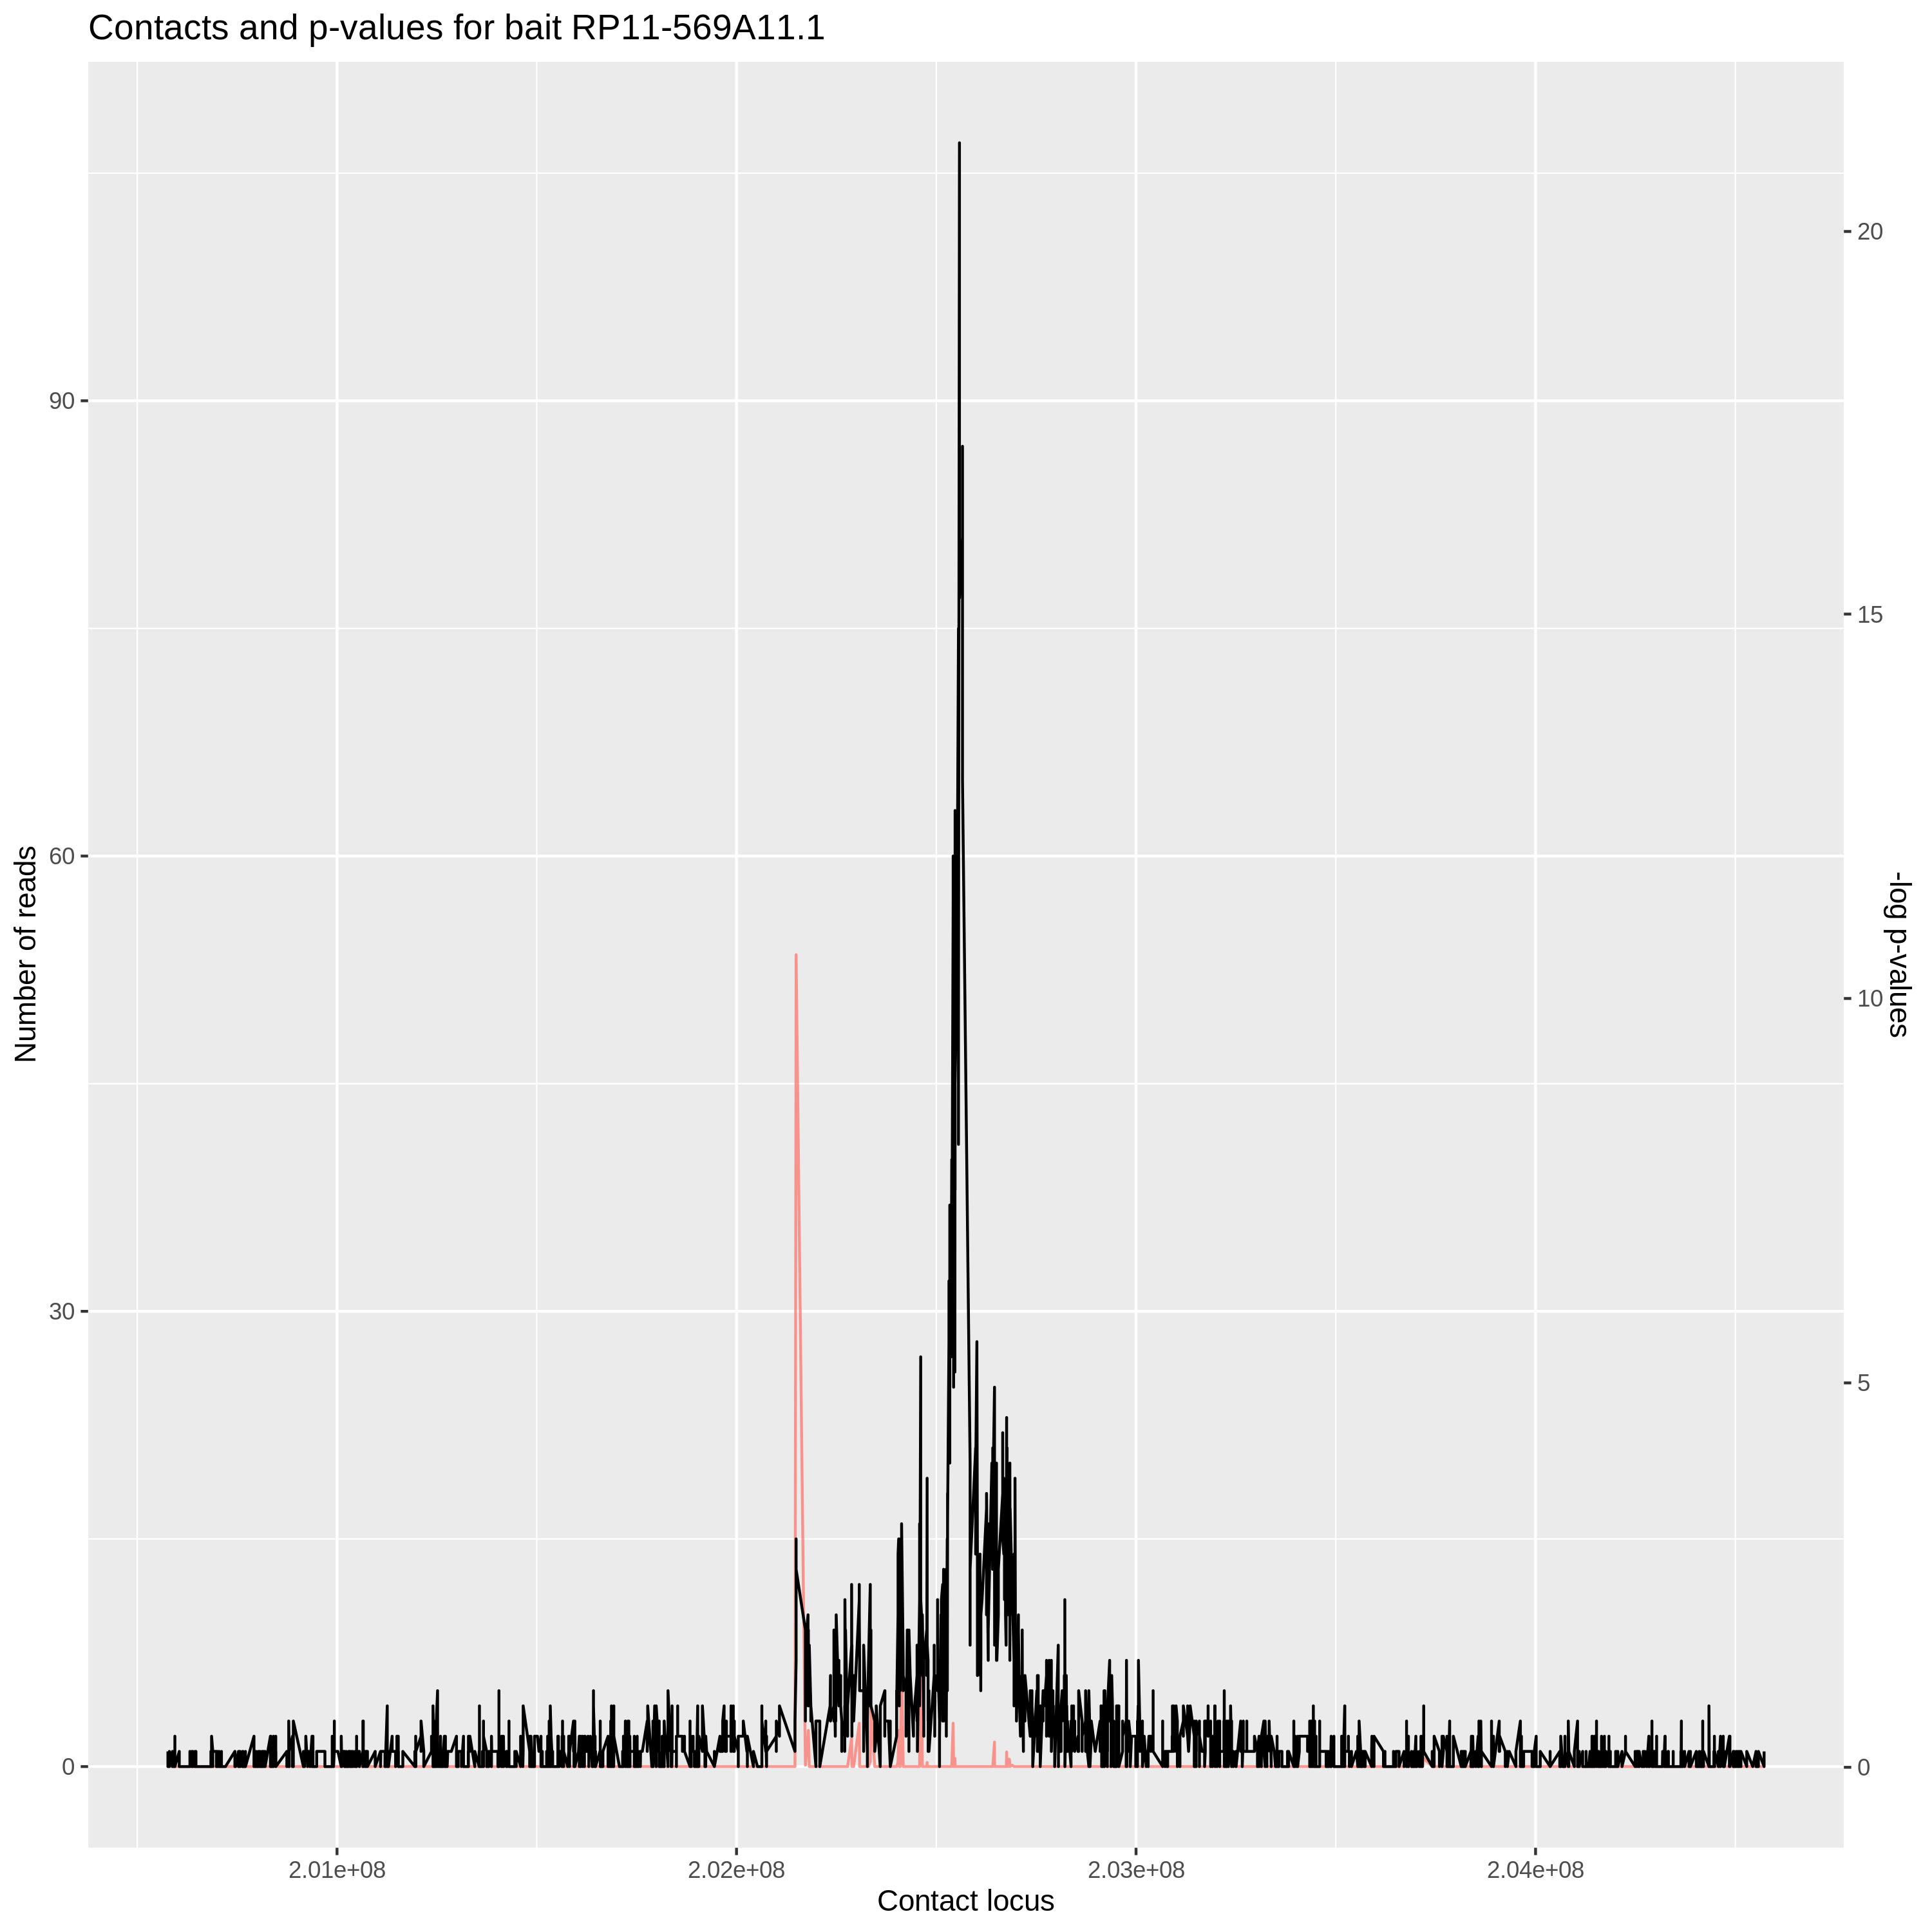 Contacts and p-values for bait RP11-569A11.1
Number of reads
90
60
30
0
20
15
10
5
0
-log p-values
2.01e+08 2.02e+08 2.03e+08 2.04e+08
Contact locus